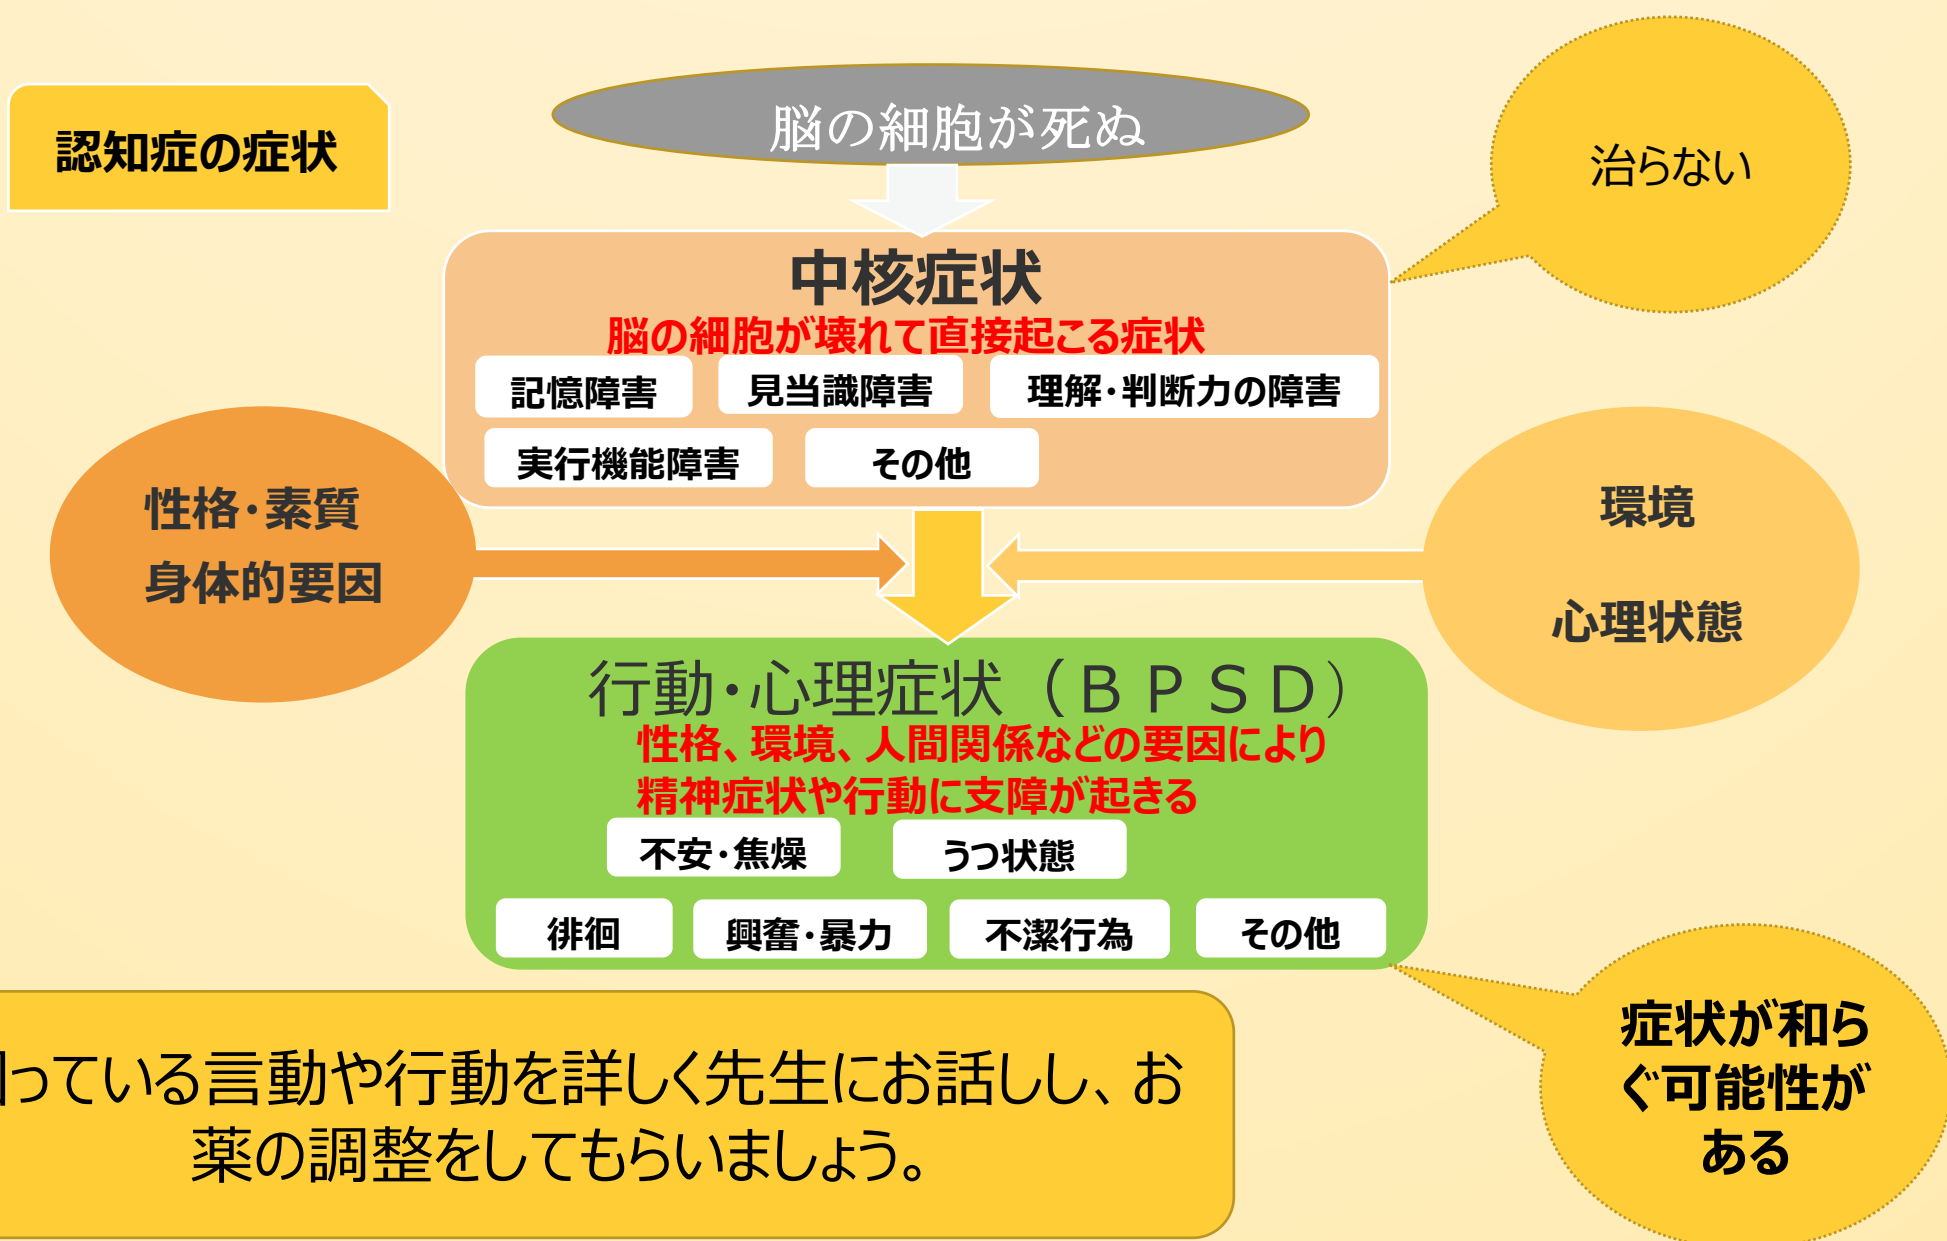 認知症の症状
脳の細胞が死ぬ
治らない
中核症状
脳の細胞が壊れて直接起こる症状
記憶障害
見当識障害
理解・判断力の障害
実行機能障害
その他
性格・素質
身体的要因
環境
心理状態
行動・心理症状（ＢＰＳＤ）
性格、環境、人間関係などの要因により
精神症状や行動に支障が起きる
不安・焦燥
うつ状態
徘徊
興奮・暴力
不潔行為
その他
っている言動や行動を詳しく先生にお話しし、お
薬の調整をしてもらいましょう。
症状が和ら
ぐ可能性が
ある